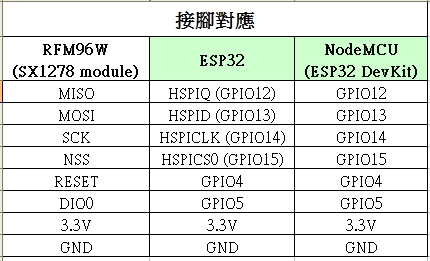 接腳對應
RFM96W (SX1278 module) ESP32 NodeMCU (ESP32 DevKit)
MISO HSPIQ (GPIO12) GPIO12
MOSI HSPID (GPIO13) GPIO13
SCK HSPICLK (GPIO14) GPIO14
NSS HSPICS0 (GPIO15) GPIO15
RESET GPIO4 GPIO4
DIO0 GPIO5 GPIO5
3.3V 3.3V 3.3V
GND GND GND